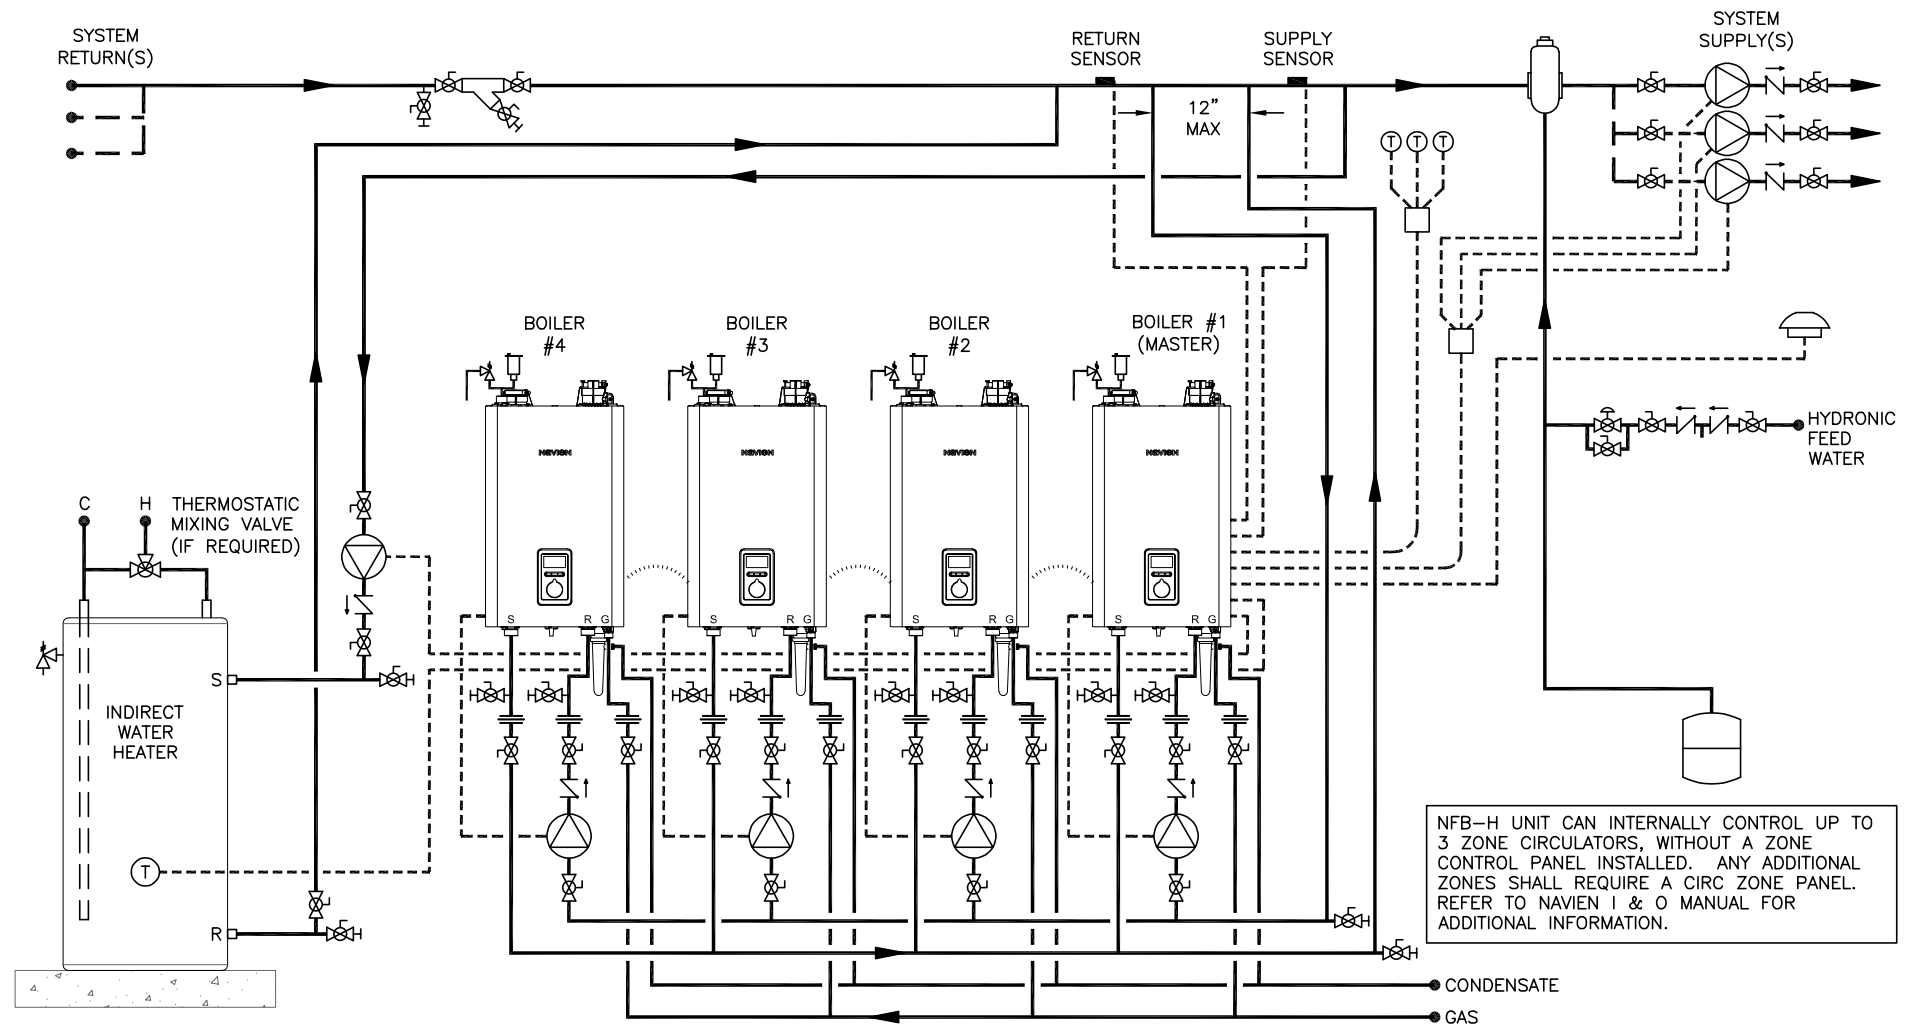 SYSTEM
RETURN(S)
RETURN
SENSOR
SUPPLY
SENSOR
SYSTEM
SUPPLY(S)
12"
MAX
T
T
T
BOILER
#4
BOILER
#3
BOILER
#2
BOILER #1
(MASTER)
HYDRONIC
FEED
WATER
NAVIEN
NAVIEN
NAVIEN
NAVIEN
C
H
THERMOSTATIC
MIXING VALVE
(IF REQUIRED)
S
R
G
S
R
G
S
R
G
S
R
G
S
INDIRECT
WATER
HEATER
T
R
NFB-H UNIT CAN INTERNALLY CONTROL UP TO
3 ZONE CIRCULATORS, WITHOUT A ZONE
CONTROL PANEL INSTALLED. ANY ADDITIONAL
ZONES SHALL REQUIRE A CIRC ZONE PANEL.
REFER TO NAVIEN I & O MANUAL FOR
ADDITIONAL INFORMATION.
CONDENSATE
GAS